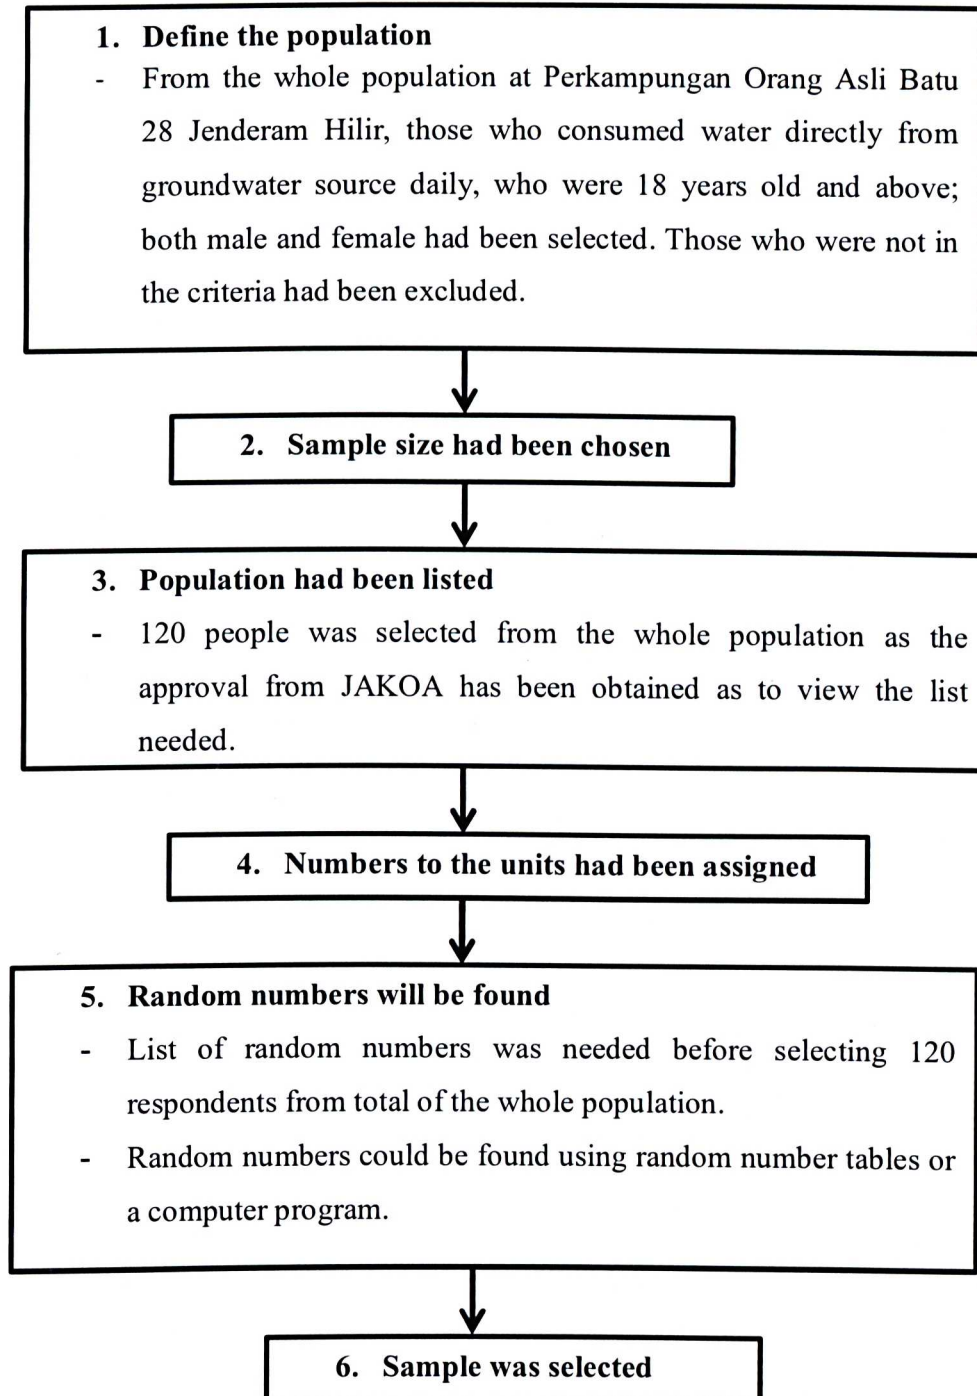 1. Define the population
- From the whole population at Perkampungan Orang Asli Batu
28 Jenderam Hilir, those who consumed water directly from
groundwater source daily, who were 18 years old and above;
both male and female had been selected. Those who were not in
the criteria had been excluded.
2. Sample size had been chosen
3. Population had been listed
- 120 people was selected from the whole population as the
approval from JAKOA has been obtained as to view the list
needed.
4. Numbers to the units had been assigned
5. Random numbers will be found
- List of random numbers was needed before selecting 120
respondents from total of the whole population.
- Random numbers could be found using random number tables or
a computer program.
6. Sample was selected